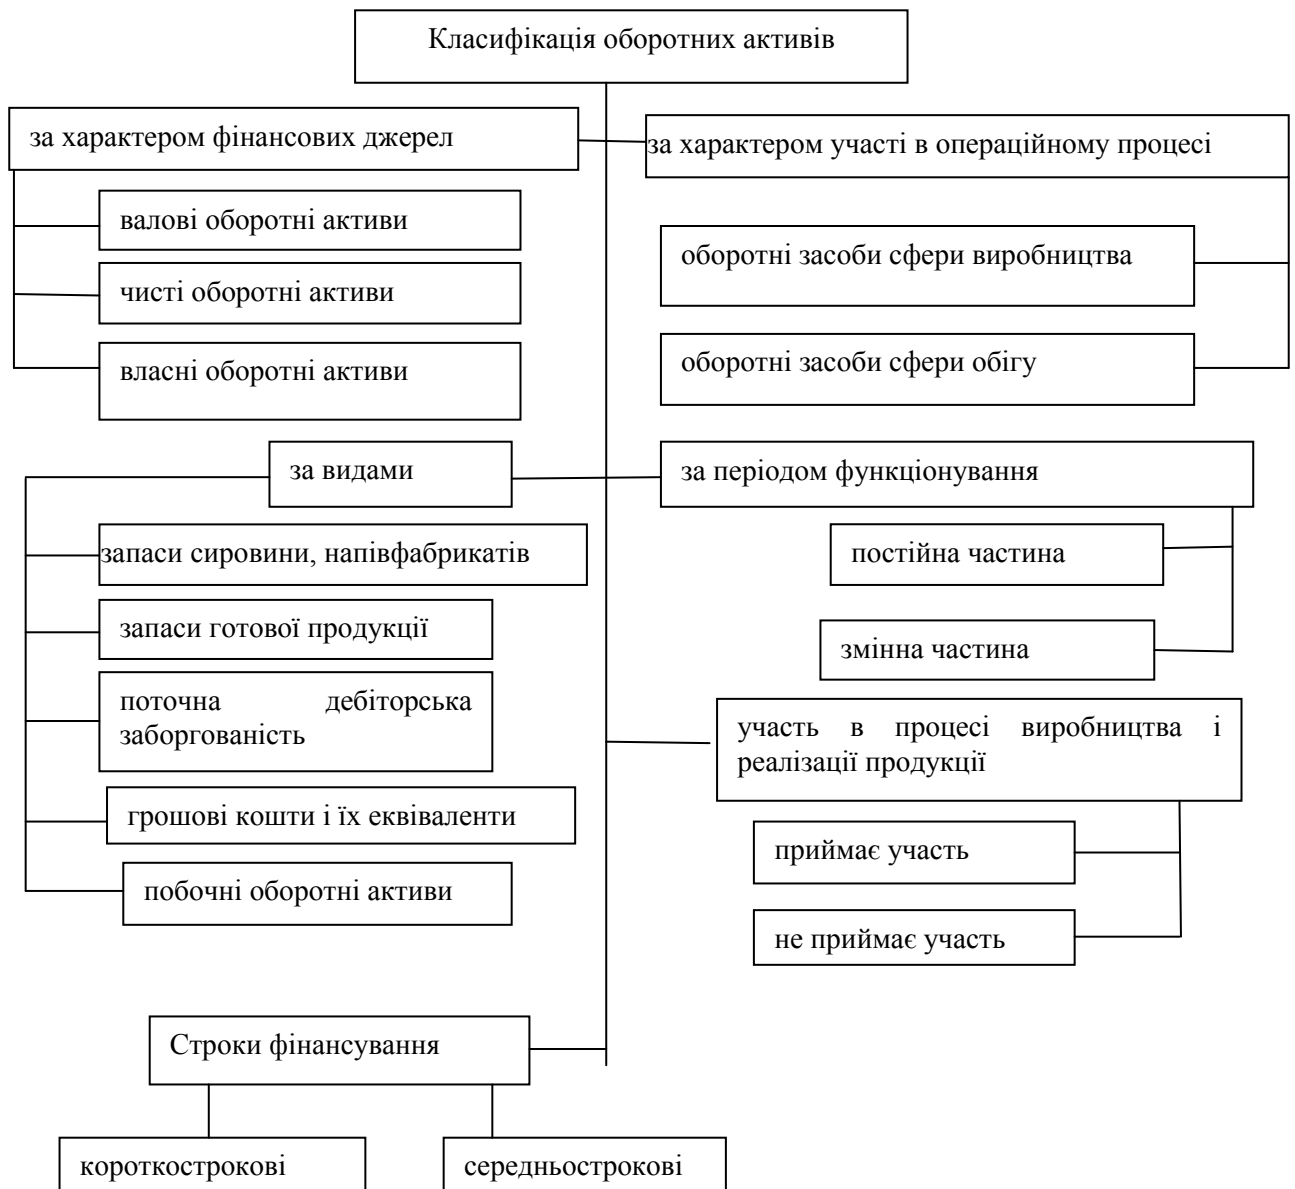 Класифікація оборотних активів
за характером фінансових джерел
за характером участі в операційному процесі
валові оборотні активи
чисті оборотні активи
власні оборотні активи
оборотні засоби сфери виробництва
оборотні засоби сфери обігу
за видами
за періодом функціонування
запаси сировини, напівфабрикатів
запаси готової продукції
поточна дебіторська
заборгованість
грошові кошти і їх еквіваленти
побочні оборотні активи
постійна частина
змінна частина
участь в процесі виробництва і
реалізації продукції
приймає участь
не приймає участь
Строки фінансування
короткострокові
середньострокові